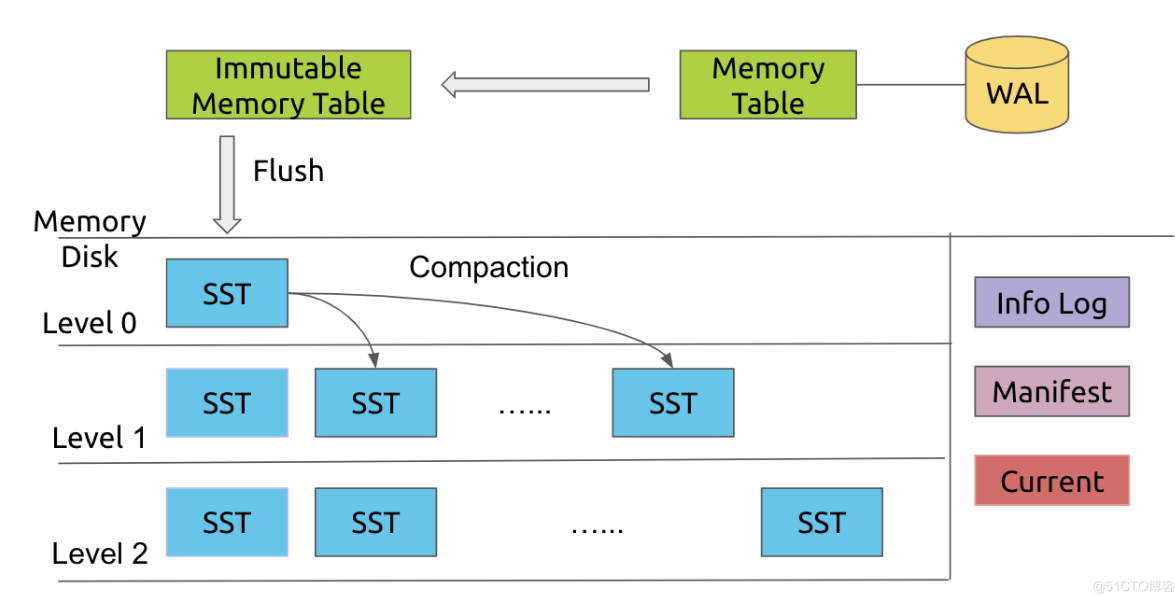 Immutable
Memory Table
Memory
Table
WAL
Flush
Memory
Disk
SST
Compaction
Level 0
Info Log
SST
SST
…...
SST
Level 1
Manifest
Current
SST
SST
…...
SST
Level 2
@51CTO博客